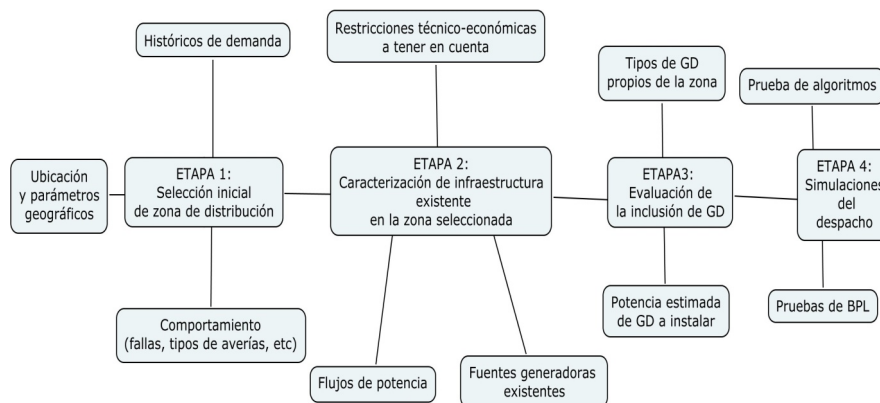 Históricos de demanda
Restricciones técnico-económicas
a tener en cuenta
Tipos de GD
propios de la zona
Prueba de algoritmos
Ubicación
y parámetros
geográficos
ETAPA 1:
Selección inicial
de zona de distribución
ETAPA 2:
Caracterización de infraestructura
existente
en la zona seleccionada
ETAPA3:
Evaluación de
la inclusión de GD
ETAPA 4:
Simulaciones
del
despacho
Comportamiento
(fallas, tipos de averías, etc)
Flujos de potencia
Fuentes generadoras
existentes
Potencia estimada
de GD a instalar
Pruebas de BPL